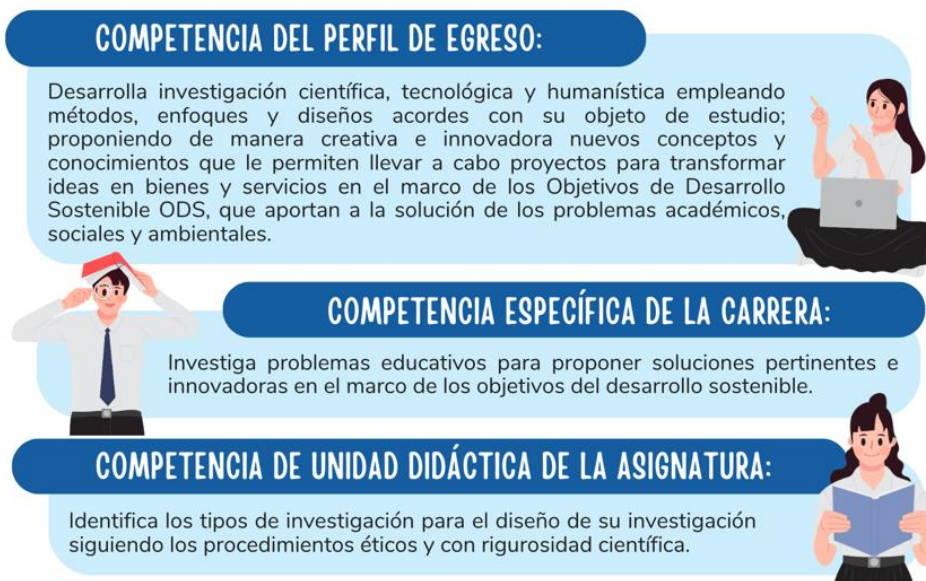 COMPETENCIA DEL PERFIL DE EGRESO:
Desarrolla investigación científica, tecnológica y humanística empleando
métodos, enfoques y diseños acordes con su objeto de estudio;
proponiendo de manera creativa e innovadora nuevos conceptos y
conocimientos que le permiten llevar a cabo proyectos para transformar
ideas en bienes y servicios en el marco de los Objetivos de Desarrollo
Sostenible ODS, que aportan a la solución de los problemas académicos,
sociales y ambientales.
COMPETENCIA ESPECÍFICA DE LA CARRERA:
Investiga problemas educativos para proponer soluciones pertinentes e
innovadoras en el marco de los objetivos del desarrollo sostenible.
COMPETENCIA DE UNIDAD DIDÁCTICA DE LA ASIGNATURA:
Identifica los tipos de investigación para el diseño de su investigación
siguiendo los procedimientos éticos y con rigurosidad científica.